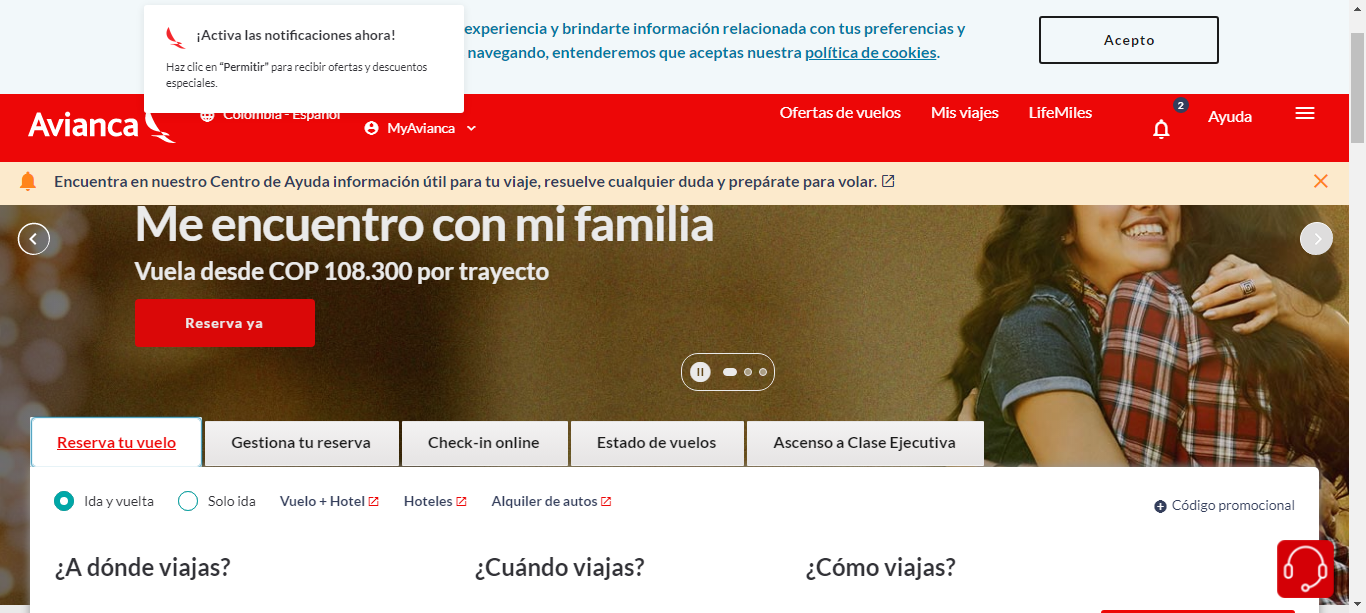 ¡Activa las notificaciones ahora!
Haz clic en “Permitir” para recibir ofertas y descuentos
especiales.
experiencia y brindarte información relacionada con tus preferencias y
navegando, entenderemos que aceptas nuestra política de cookies.
Acepto
Avianca
Colombia - Español
MyAvianca
Ofertas de vuelos
Mis viajes
LifeMiles
2
Ayuda
Encuentra en nuestro Centro de Ayuda información útil para tu viaje, resuelve cualquier duda y prepárate para volar.
Me encuentro con mi familia
Vuela desde COP 108.300 por trayecto
Reserva ya
Reserva tu vuelo
Gestiona tu reserva
Check-in online
Estado de vuelos
Ascenso a Clase Ejecutiva
Ida y vuelta
Solo ida
Vuelo + Hotel
Hoteles
Alquiler de autos
Código promocional
¿A dónde viajas?
¿Cuándo viajas?
¿Cómo viajas?